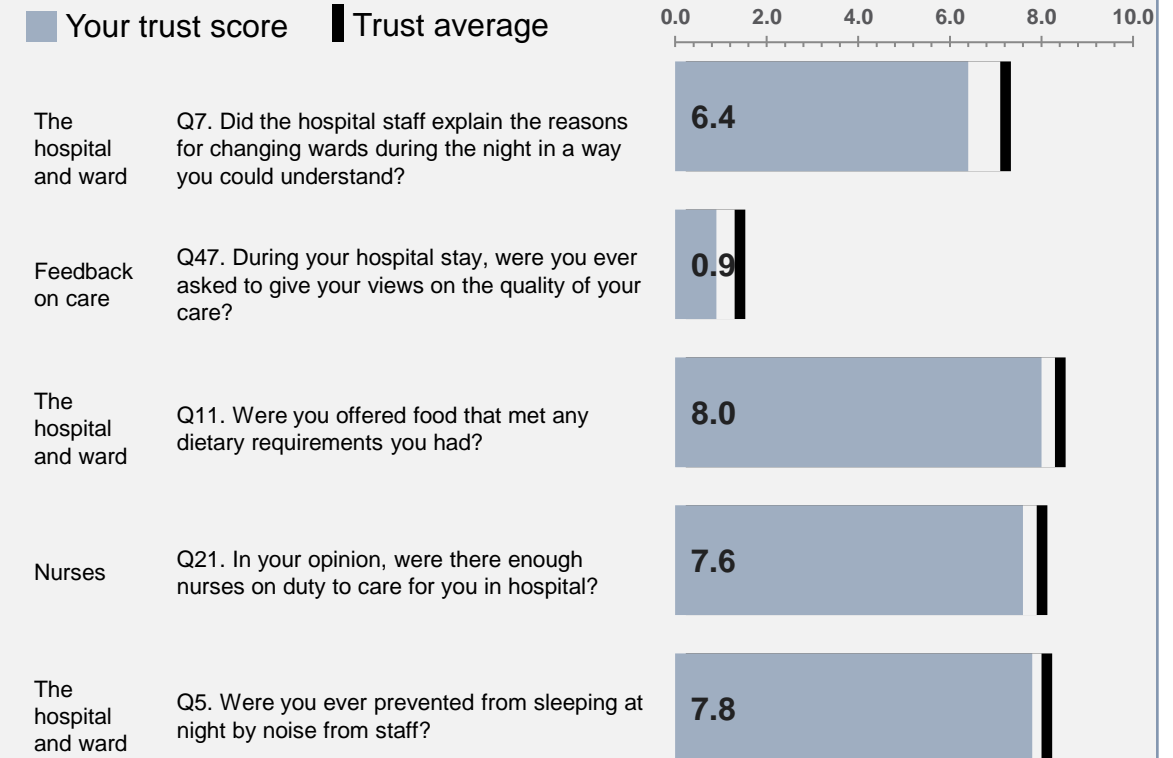 Your trust score Trust average
0.0 2.0 4.0 6.0 8.0 10.0
The
hospital
and ward
Q7. Did the hospital staff explain the reasons
for changing wards during the night in a way
you could understand?
6.4
Feedback
on care
Q47. During your hospital stay, were you ever
asked to give your views on the quality of your
care?
0.9
The
hospital
and ward
Q11. Were you offered food that met any
dietary requirements you had?
8.0
Nurses
Q21. In your opinion, were there enough
nurses on duty to care for you in hospital?
7.6
The
hospital
and ward
Q5. Were you ever prevented from sleeping at
night by noise from staff?
7.8